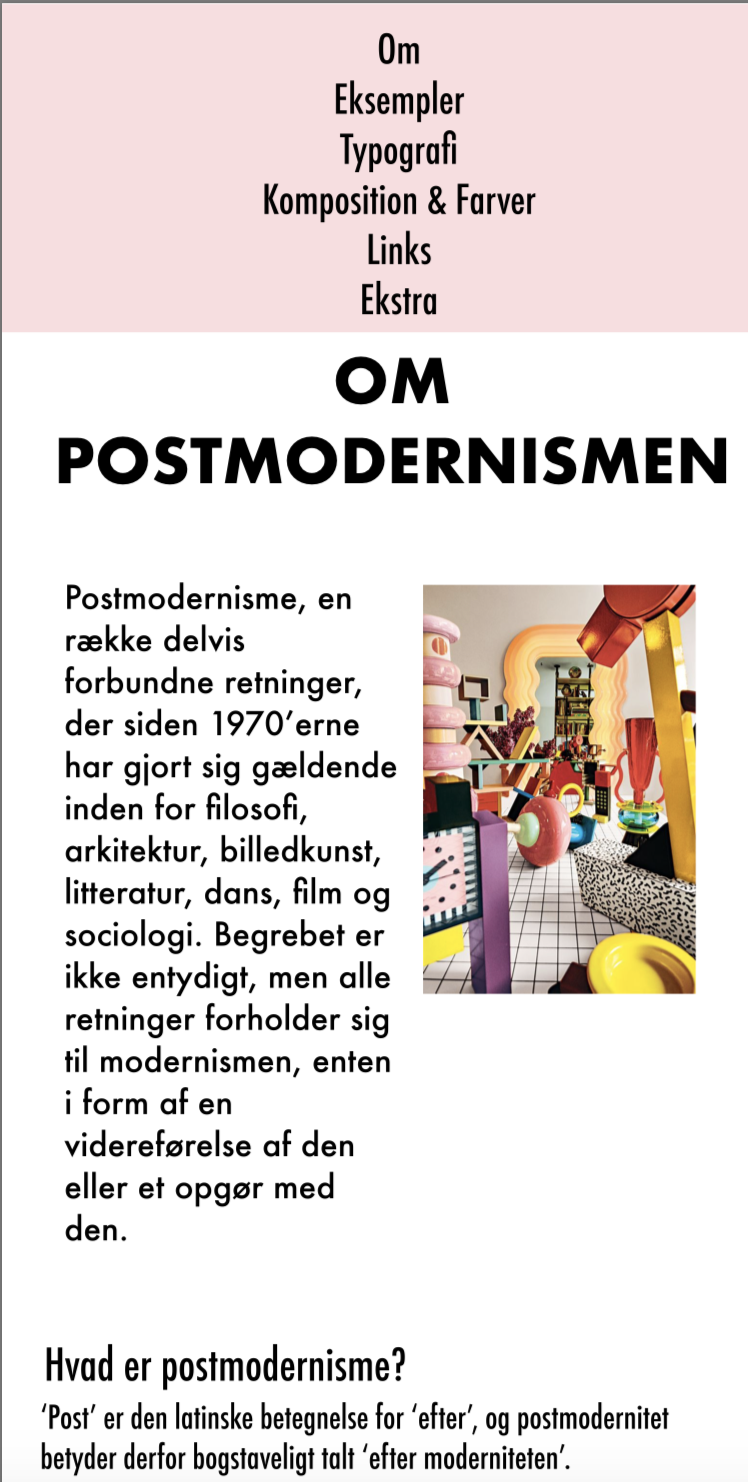 Om
Eksempler
Typografi
Komposition & Farver
Links
Ekstra
OM
POSTMODERNISMEN
Postmodernisme, en
række delvis
forbundne retninger,
der siden 1970’erne
har gjort sig gældende
inden for filosofi,
arkitektur, billedkunst,
litteratur, dans, film og
sociologi. Begrebet er
ikke entydigt, men alle
retninger forholder sig
til modernismen, enten
i form af en
videreførelse af den
eller et opgør med
den.
Hvad er postmodernisme?
‘Post’ er den latinske betegnelse for ‘efter’, og postmodernitet
betyder derfor bogstaveligt talt ‘efter moderniteten’.